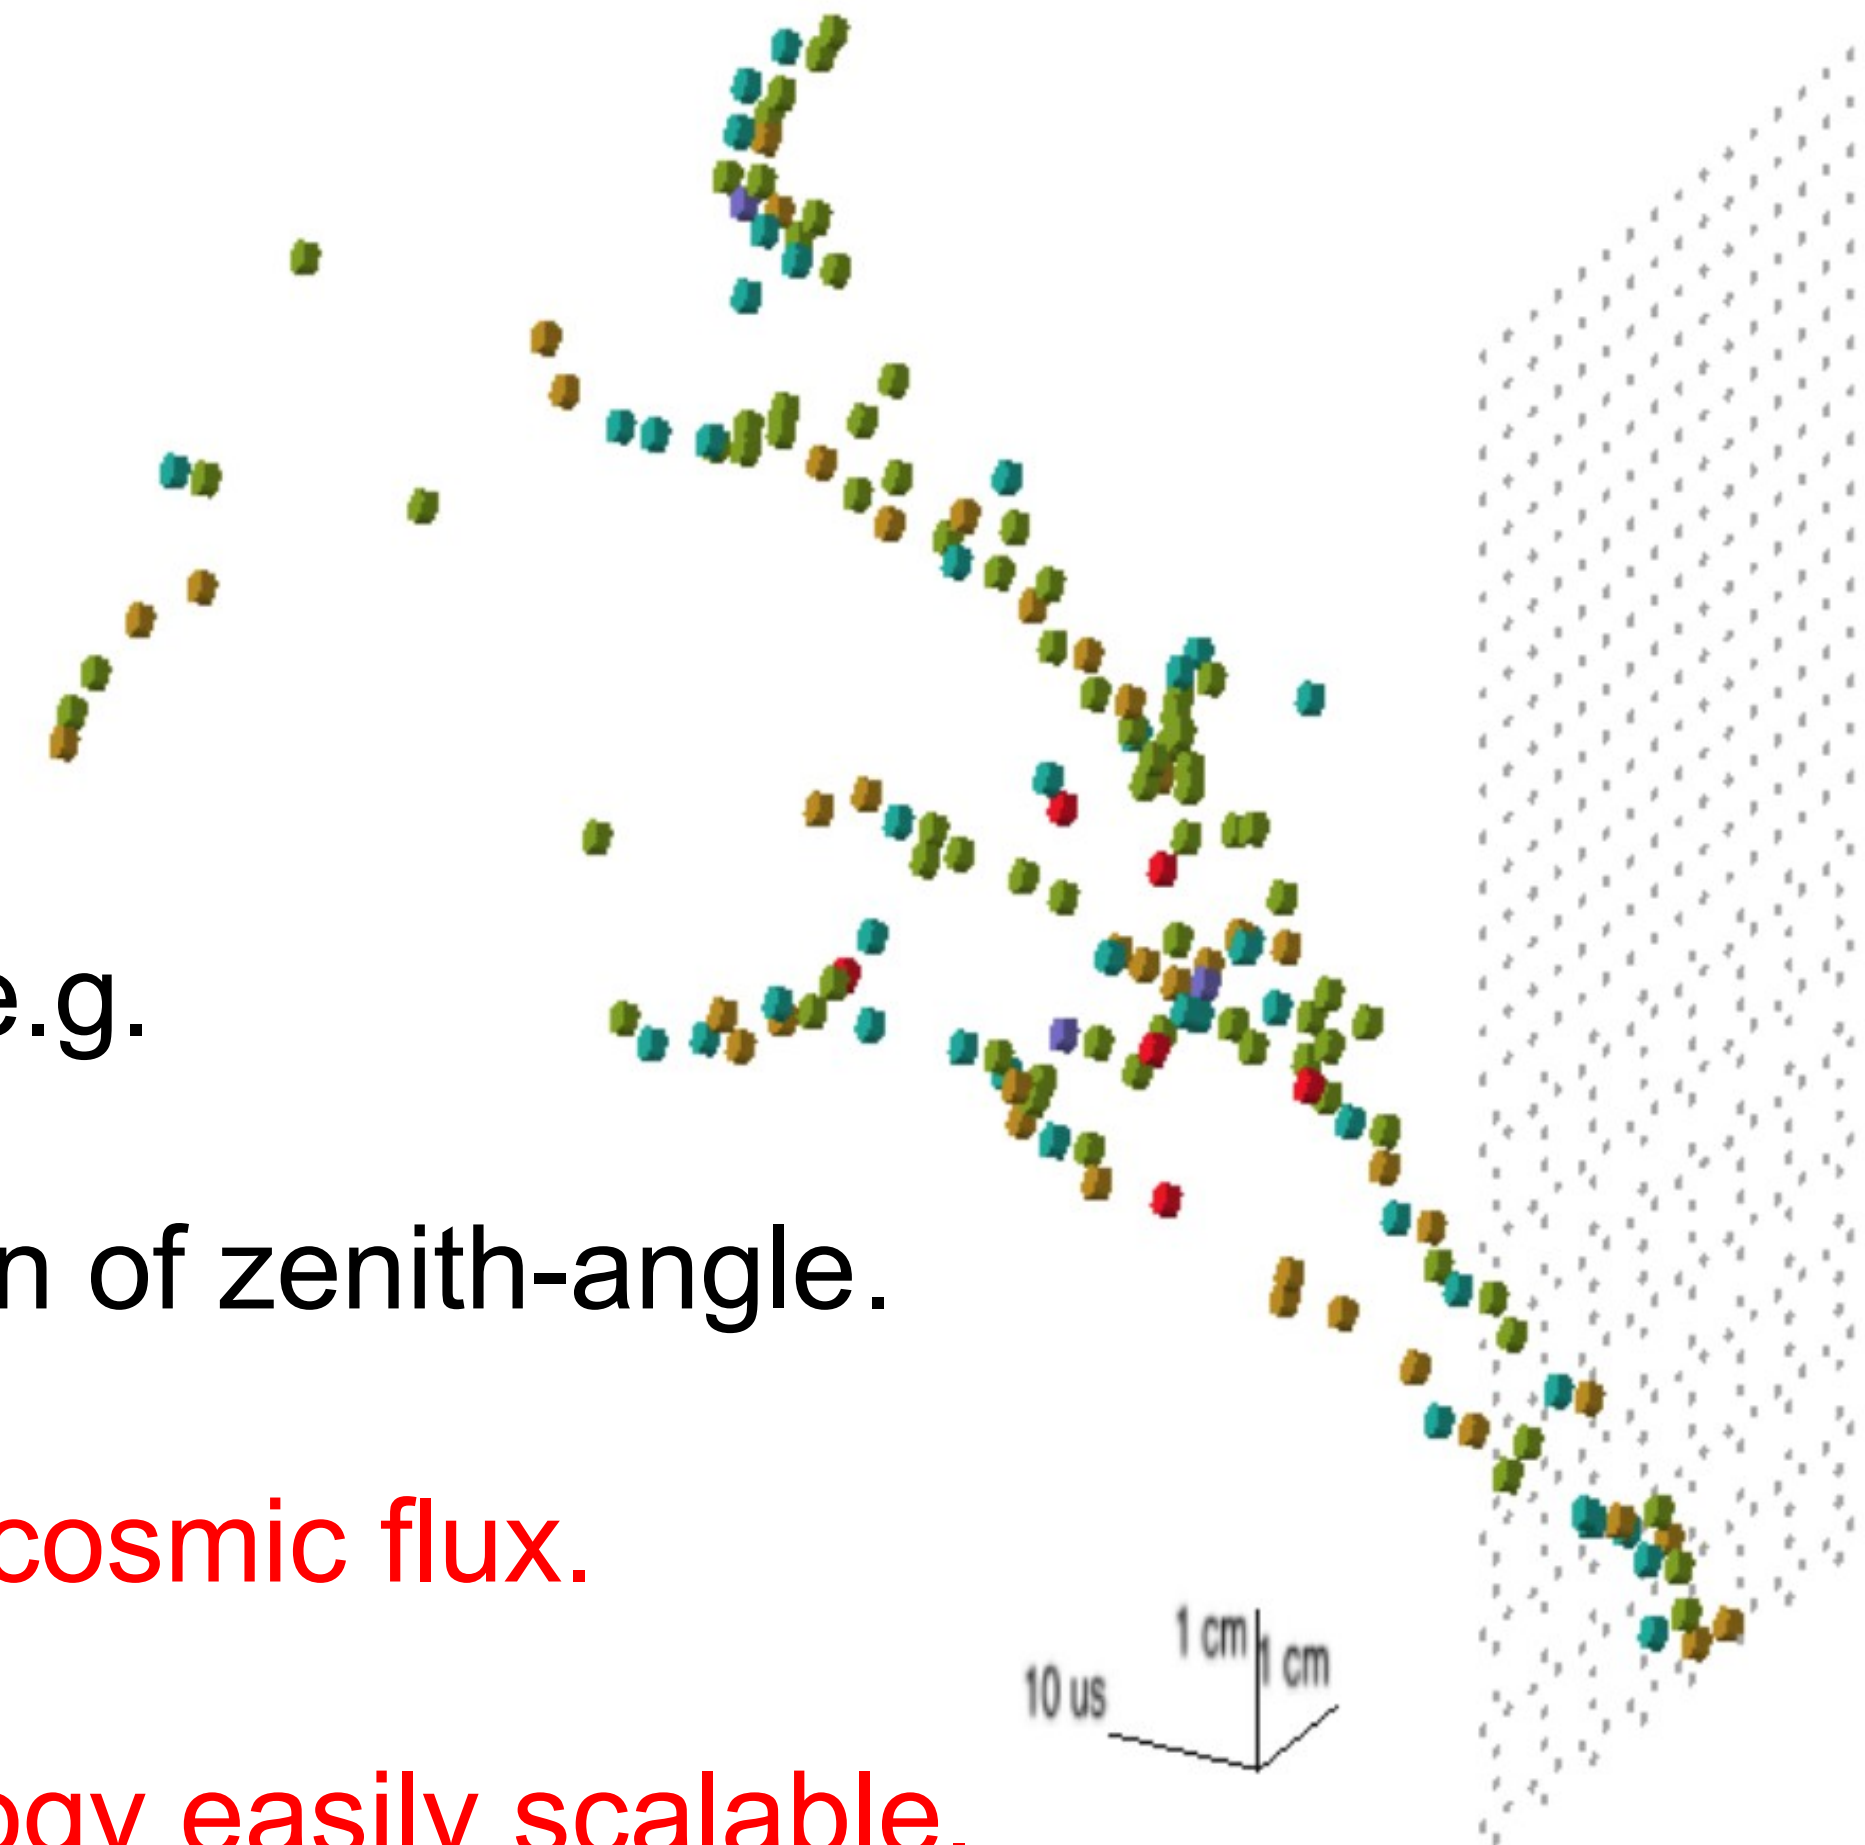 e.g.
n of zenith-angle.
cosmic flux.
1 cm
1 cm
10 us
ogy easily scalable.